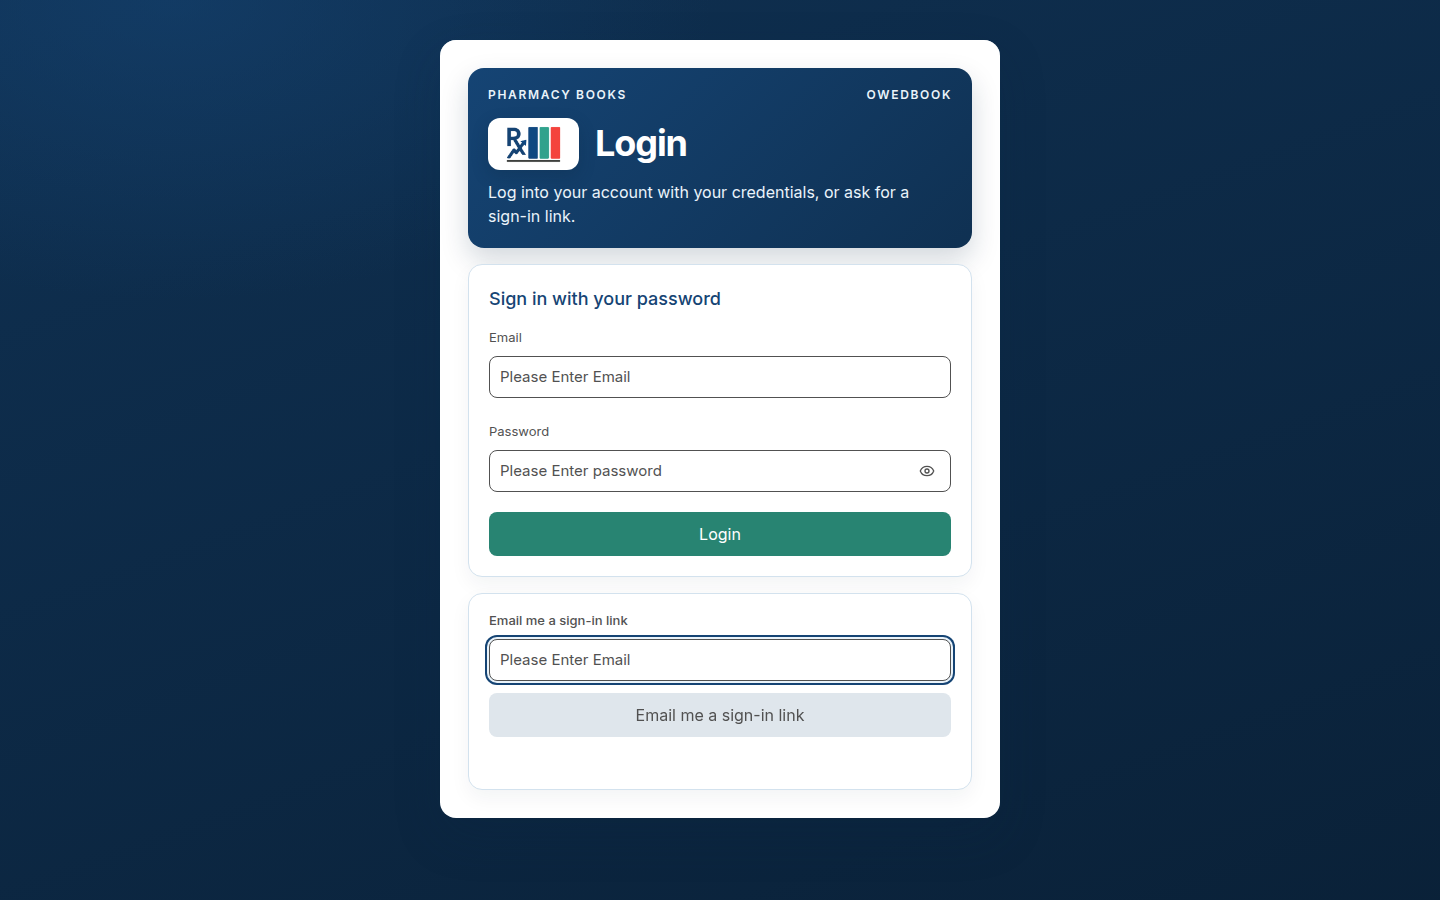 PHARMACY BOOKS
OWEDBOOK
Rx
Login
Log into your account with your credentials, or ask for a
sign-in link.
Sign in with your password
Email
Please Enter Email
Password
Please Enter password
Login
Email me a sign-in link
Please Enter Email
Email me a sign-in link